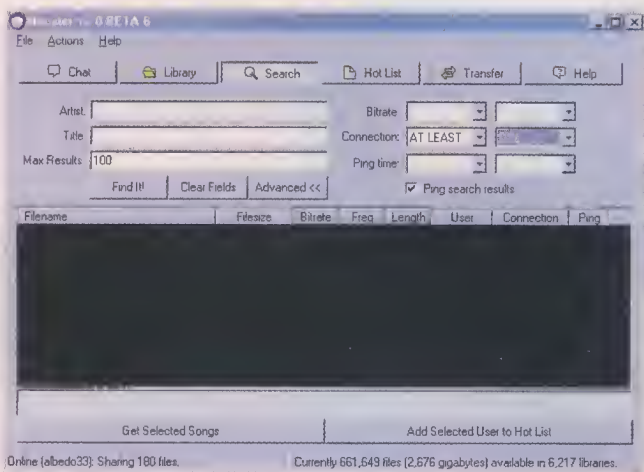 BETA 6
File Actions Help
Chat Library Search Hot List Transfer Help
Artist:
Title:
Max Results: 100
Bitrate
Connection: AT LEAST
Ping time:
Find It! Clear Fields Advanced <<
Ping search results
Filename Filesize Bitrate Freq Length User Connection Ping
Get Selected Songs Add Selected User to Hot List
Online (albedo33): Sharing 180 files. Currently 661,649 files (2,676 gigabytes) available in 6,217 libraries.